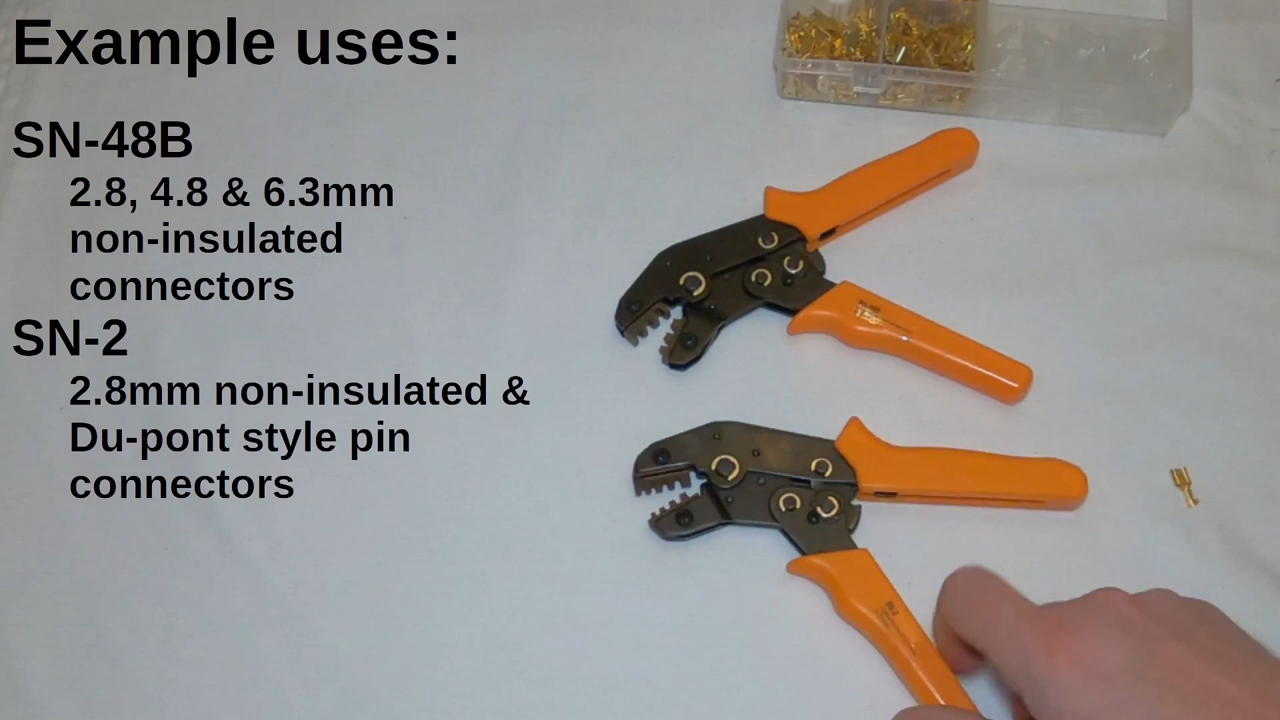 Example uses:
SN-48B
2.8, 4.8 & 6.3mm
non-insulated
connectors
SN-2
2.8mm non-insulated &
Du-pont style pin
connectors